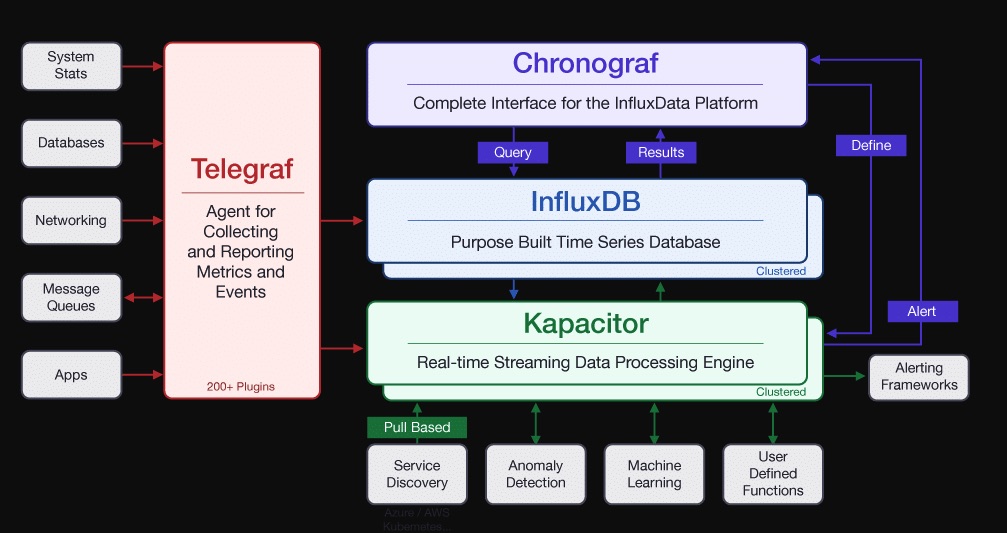 System
Stats
Databases
Networking
Message
Queues
Apps
Telegraf
Agent for
Collecting
and Reporting
Metrics and
Events
200+ Plugins
Chronograf
Complete Interface for the InfluxData Platform
Query
Results
Define
InfluxDB
Purpose Built Time Series Database
Clustered
Alert
Kapacitor
Real-time Streaming Data Processing Engine
Clustered
Alerting
Frameworks
Pull Based
Service
Discovery
Anomaly
Detection
Machine
Learning
User
Defined
Functions
Azure / AWS
Kubernetes...